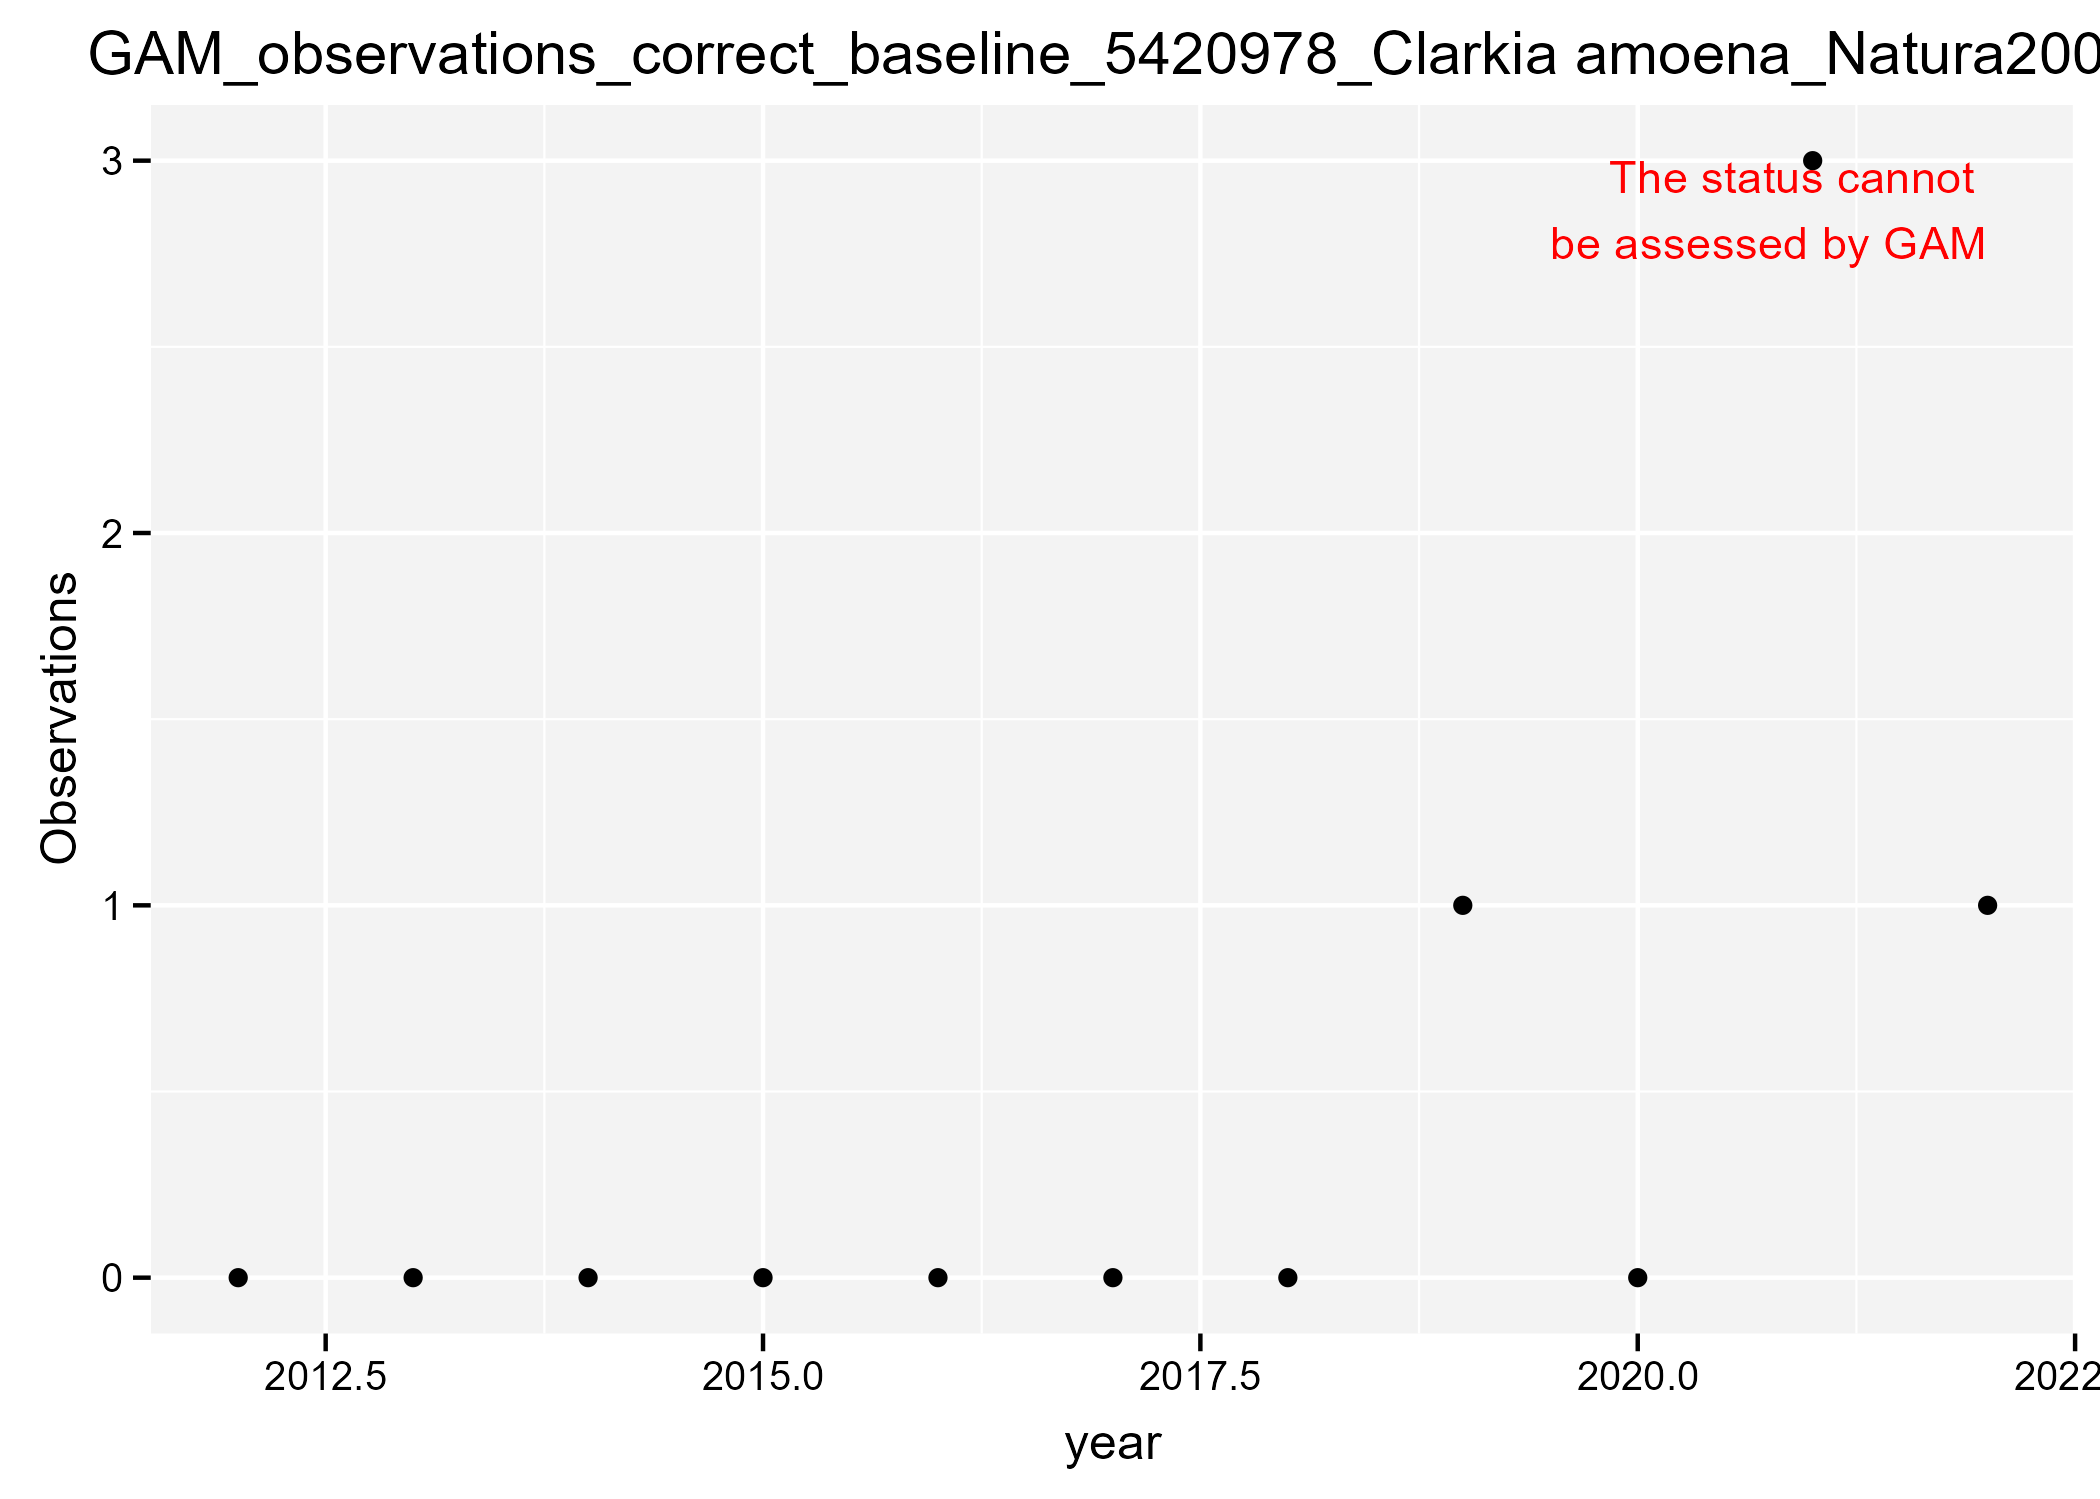 GAM_observations_correct_baseline_5420978_Clarkia amoena_Natura200
3
The status cannot
be assessed by GAM
2
Observations
1
0
2012.5 2015.0 2017.5 2020.0 2022
year